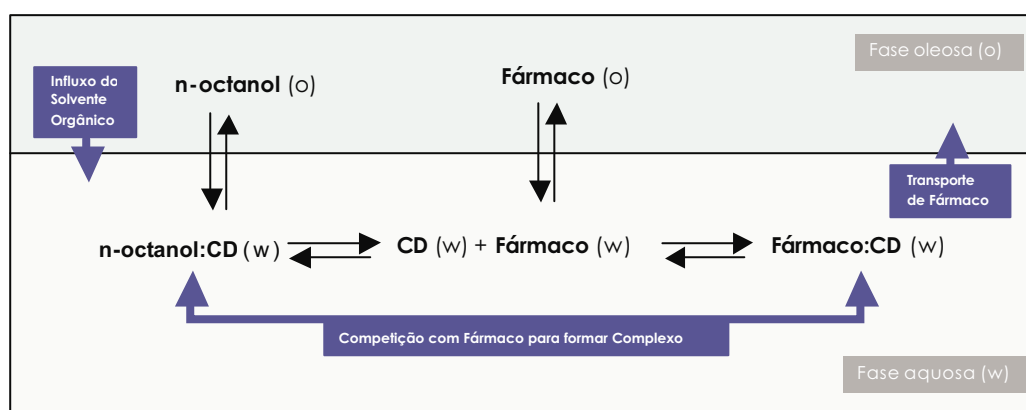 Fase oleosa (o)
Influxo do
Solvente
Orgânico
n-octanol (o)
Fármaco (o)
Transporte
de Fármaco
n-octanol:CD (w)
CD (w) + Fármaco (w)
Fármaco:CD (w)
Competição com Fármaco para formar Complexo
Fase aquosa (w)